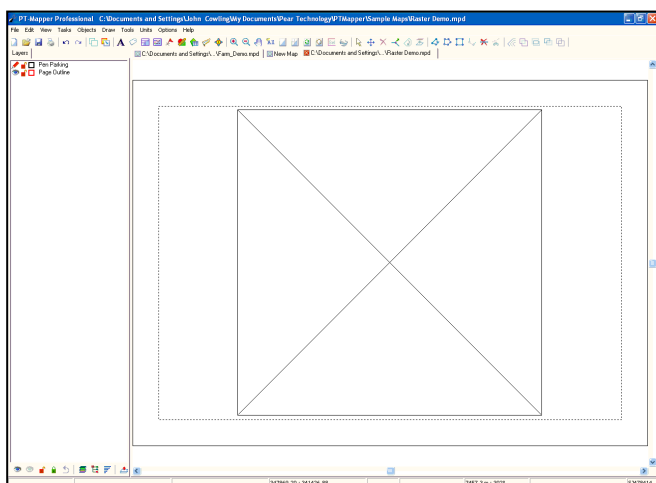 PT-Mapper Professional C:\Documents and Settings\John Cowling\My Documents\Pear Technology\PTMapper\Sample Maps\Raster Demo.mpd
File Edit View Tasks Objects Draw Tools Units Options Help
Layers
C:\Documents and Settings\...\Farm_Demo.mpd New Map C:\Documents and Settings\...\Raster Demo.mpd
Pen Parking
Page Outline